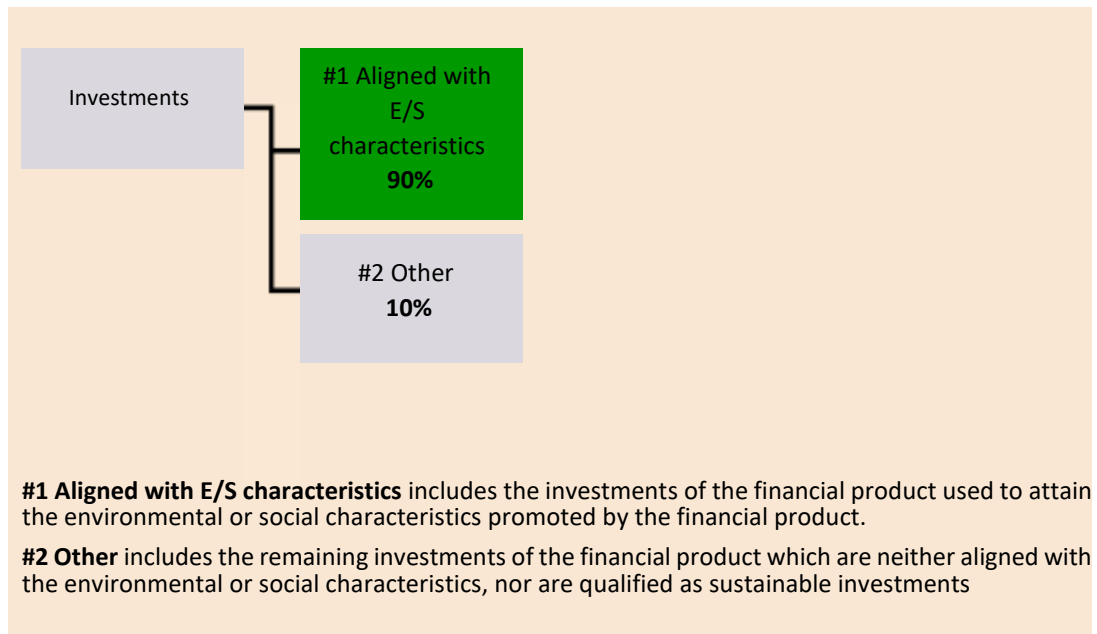 Investments
#1 Aligned with
E/S
characteristics
90%
#2 Other
10%
#1 Aligned with E/S characteristics includes the investments of the financial product used to attain
the environmental or social characteristics promoted by the financial product.
#2 Other includes the remaining investments of the financial product which are neither aligned with
the environmental or social characteristics, nor are qualified as sustainable investments